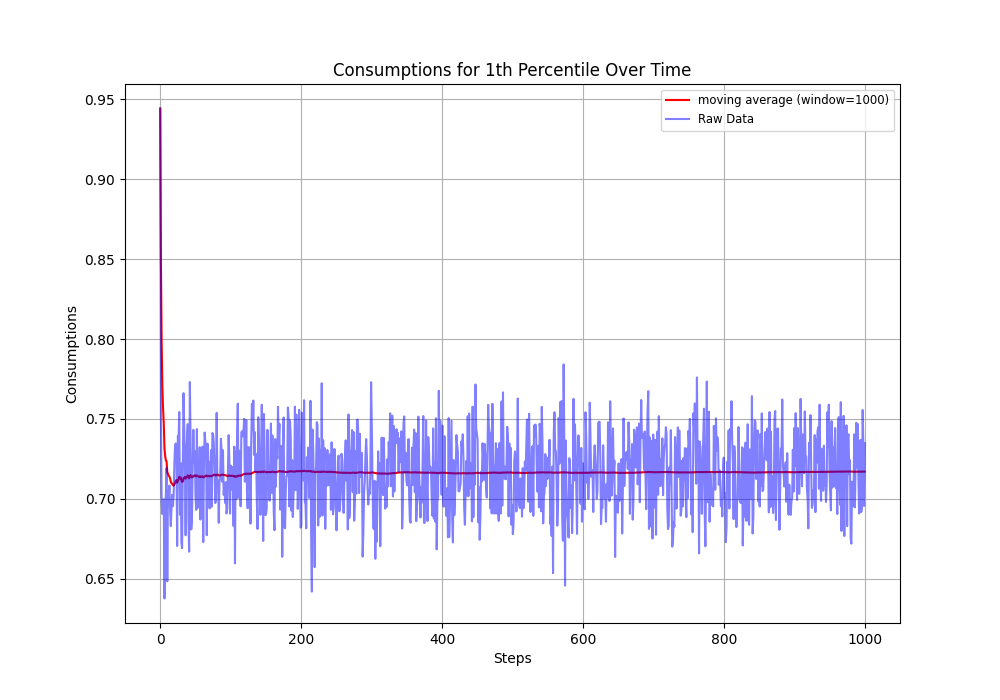 Consumptions for 1th Percentile Over Time
moving average (window=1000)
Raw Data
0.95
0.90
0.85
0.80
0.75
0.70
0.65
Consumptions
0 200 400 600 800 1000
Steps